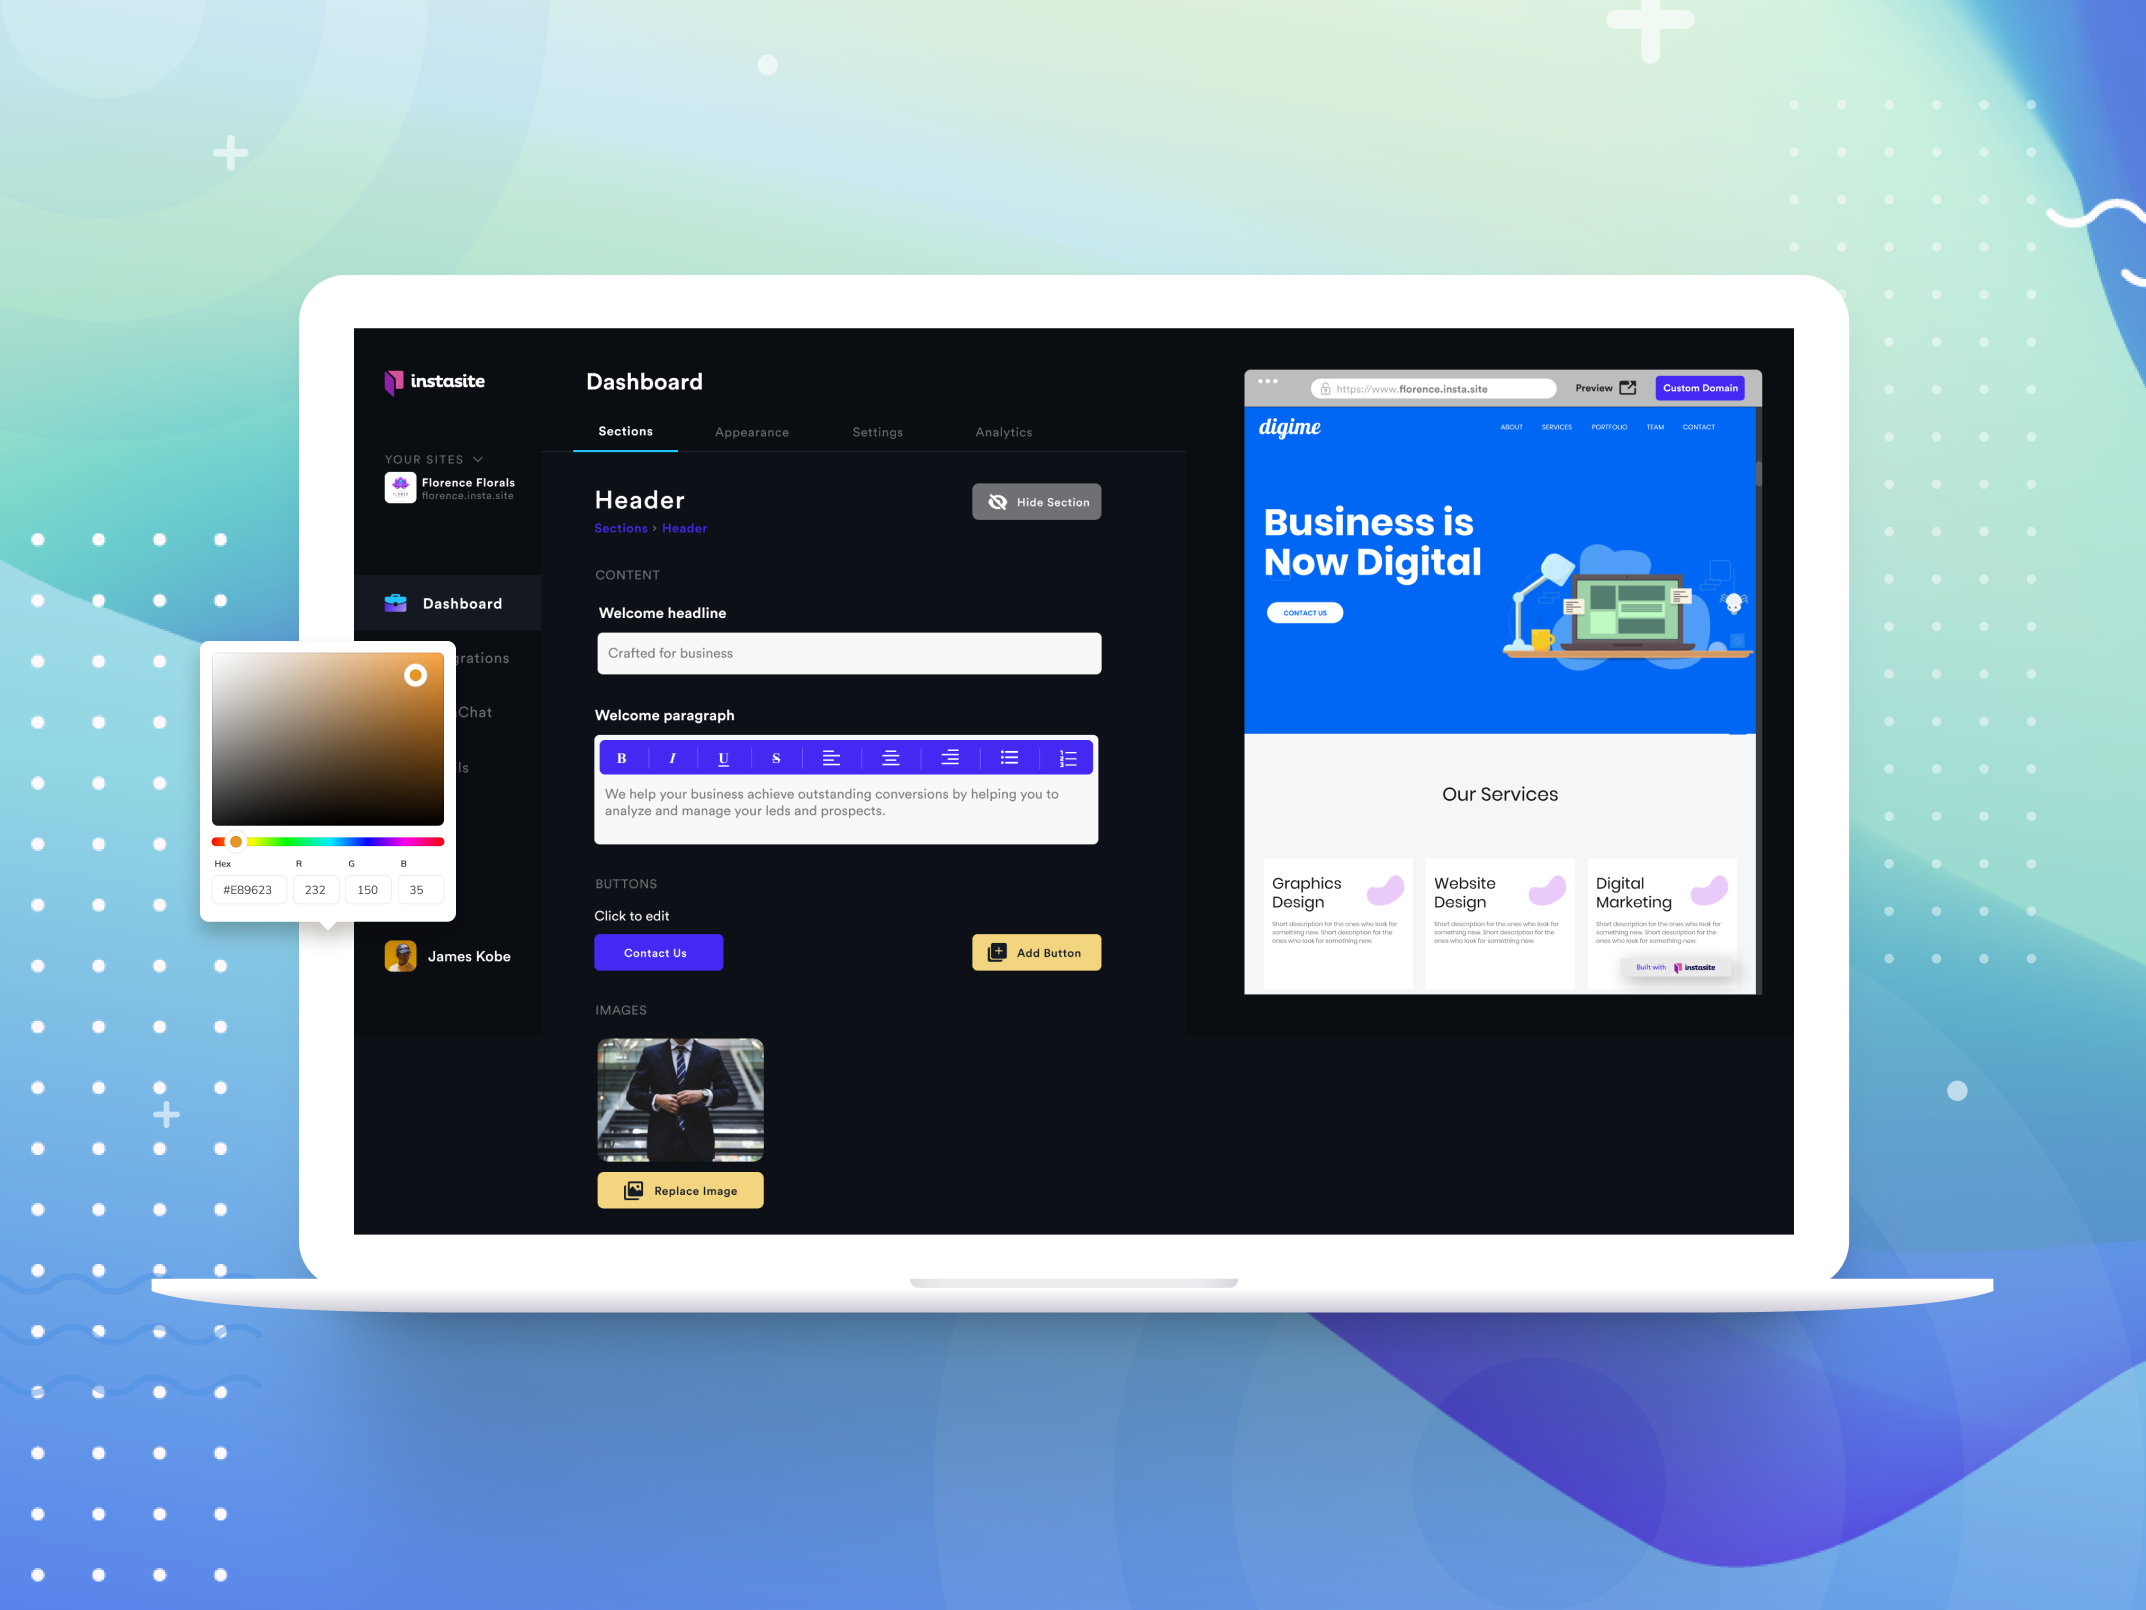 instasite
YOUR SITES
Florence Florals
florence.insta.site
Dashboard
grations
Chat
ls
James Kobe
Hex
R
G
B
#E89623
232
150
35
Dashboard
Sections
Appearance
Settings
Analytics
Header
Sections > Header
Hide Section
CONTENT
Welcome headline
Crafted for business
Welcome paragraph
B
I
U
S
We help your business achieve outstanding conversions by helping you to
analyze and manage your leds and prospects.
BUTTONS
Click to edit
Contact Us
Add Button
IMAGES
Replace Image
https://www.florence.insta.site
Preview
Custom Domain
digime
ABOUT
SERVICES
PORTFOLIO
TEAM
CONTACT
Business is
Now Digital
CONTACT US
Our Services
Graphics
Design
Short description for the ones who look for
something new. Short description for the
ones who look for something new.
Website
Design
Short description for the ones who look for
something new. Short description for the
ones who look for something new.
Digital
Marketing
Short description for the ones who look for
something new. Short description for the
ones who look for something new.
Built with instasite